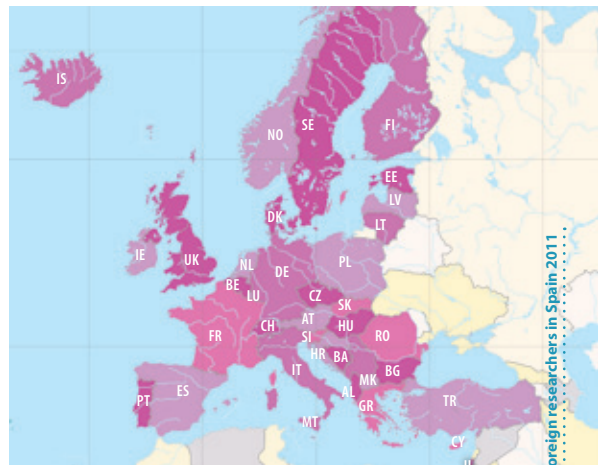 IS
NO
SE
FI
EE
LV
LT
DK
IE
UK
NL
DE
PL
BE
LU
CZ
SK
FR
CH
AT
HU
RO
SI
HR
BA
IT
BG
MK
AL
GR
PT
ES
MT
TR
CY
oreign researchers in Spain 2011